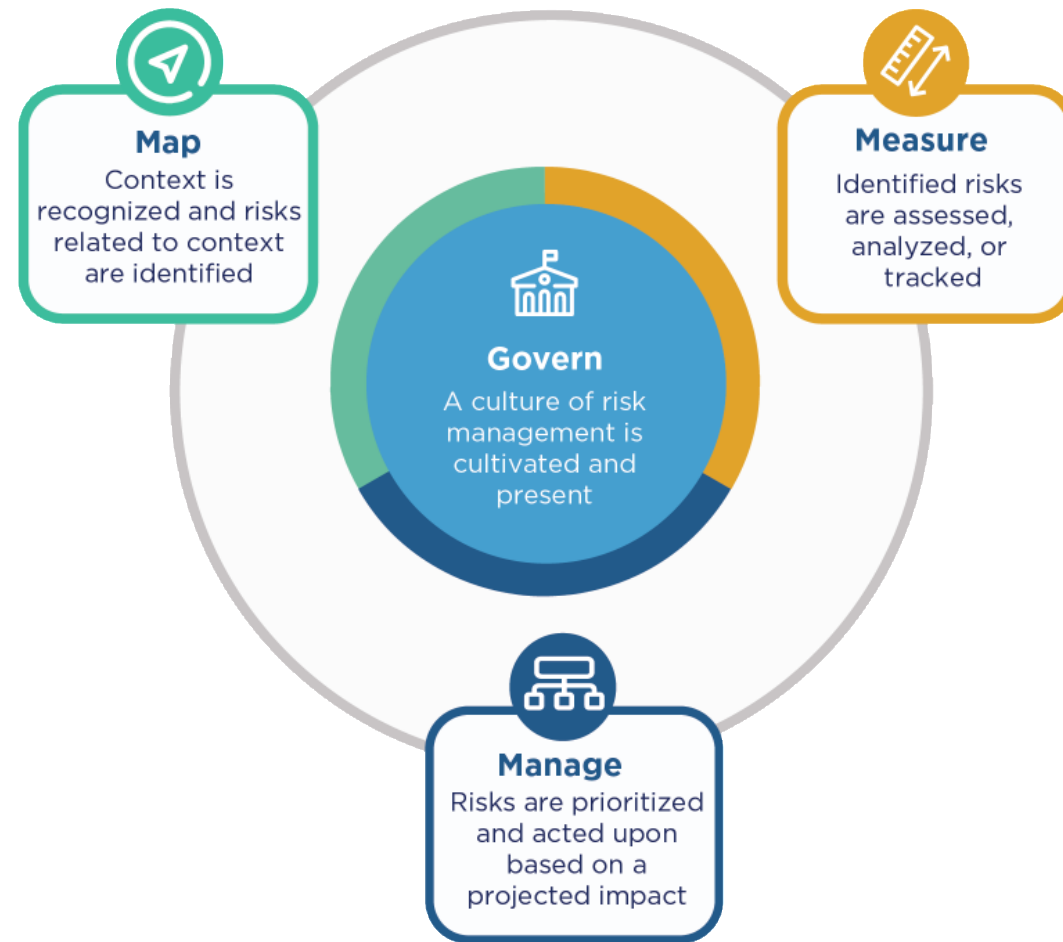 Map
Context is
recognized and risks
related to context
are identified
Measure
Identified risks
are assessed,
analyzed, or
tracked
Govern
A culture of risk
management is
cultivated and
present
Manage
Risks are prioritized
and acted upon
based on a
projected impact